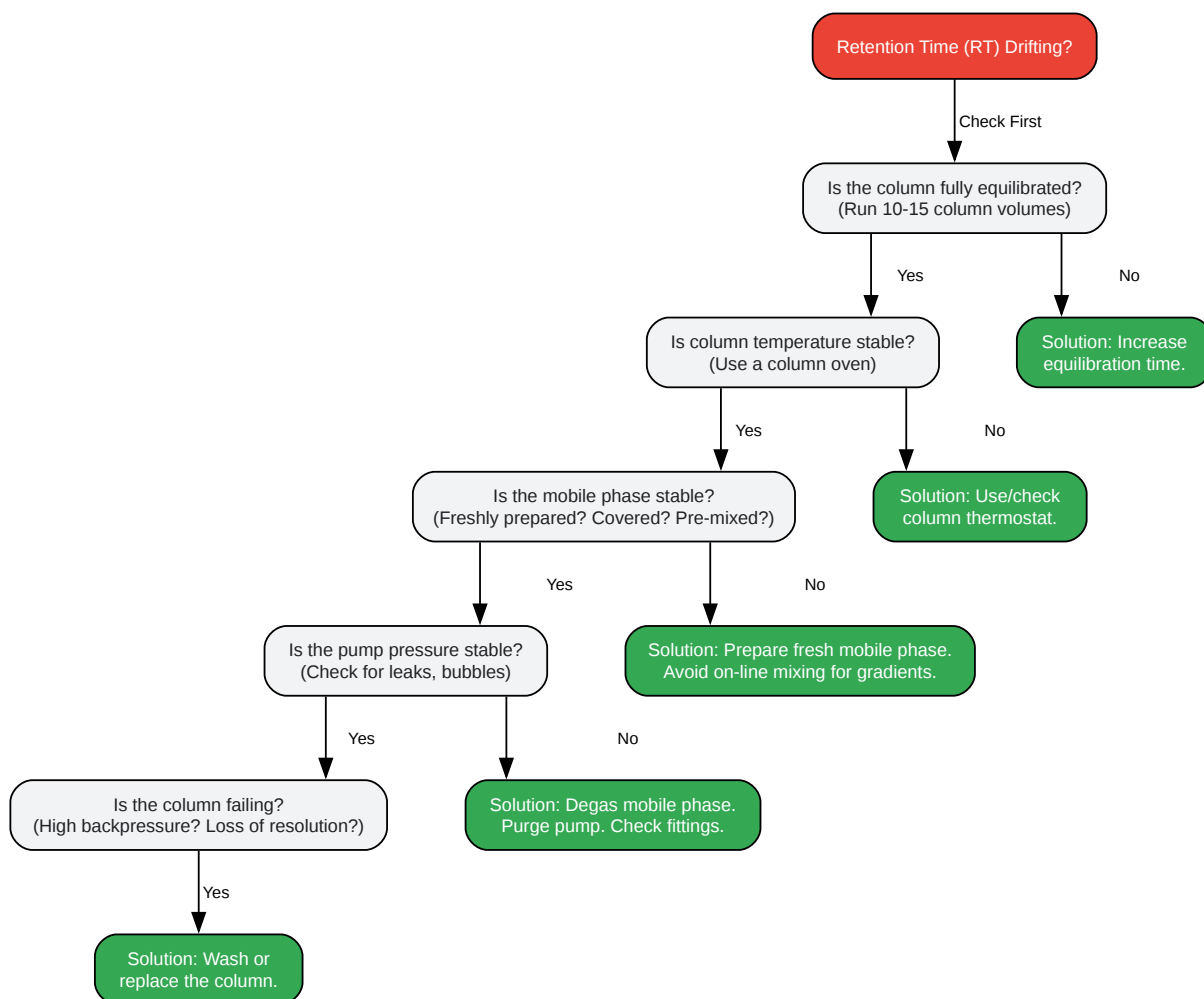 Retention Time (RT) Drifting?
Check First
Is the column fully equilibrated?
(Run 10-15 column volumes)
Yes
No
Is column temperature stable?
(Use a column oven)
Solution: Increase
equilibration time.
Yes
No
Is the mobile phase stable?
(Freshly prepared? Covered? Pre-mixed?)
Solution: Use/check
column thermostat.
Yes
No
Is the pump pressure stable?
(Check for leaks, bubbles)
Solution: Prepare fresh mobile phase.
Avoid on-line mixing for gradients.
Yes
No
Is the column failing?
(High backpressure? Loss of resolution?)
Solution: Degas mobile phase.
Purge pump. Check fittings.
Yes
Solution: Wash or
replace the column.